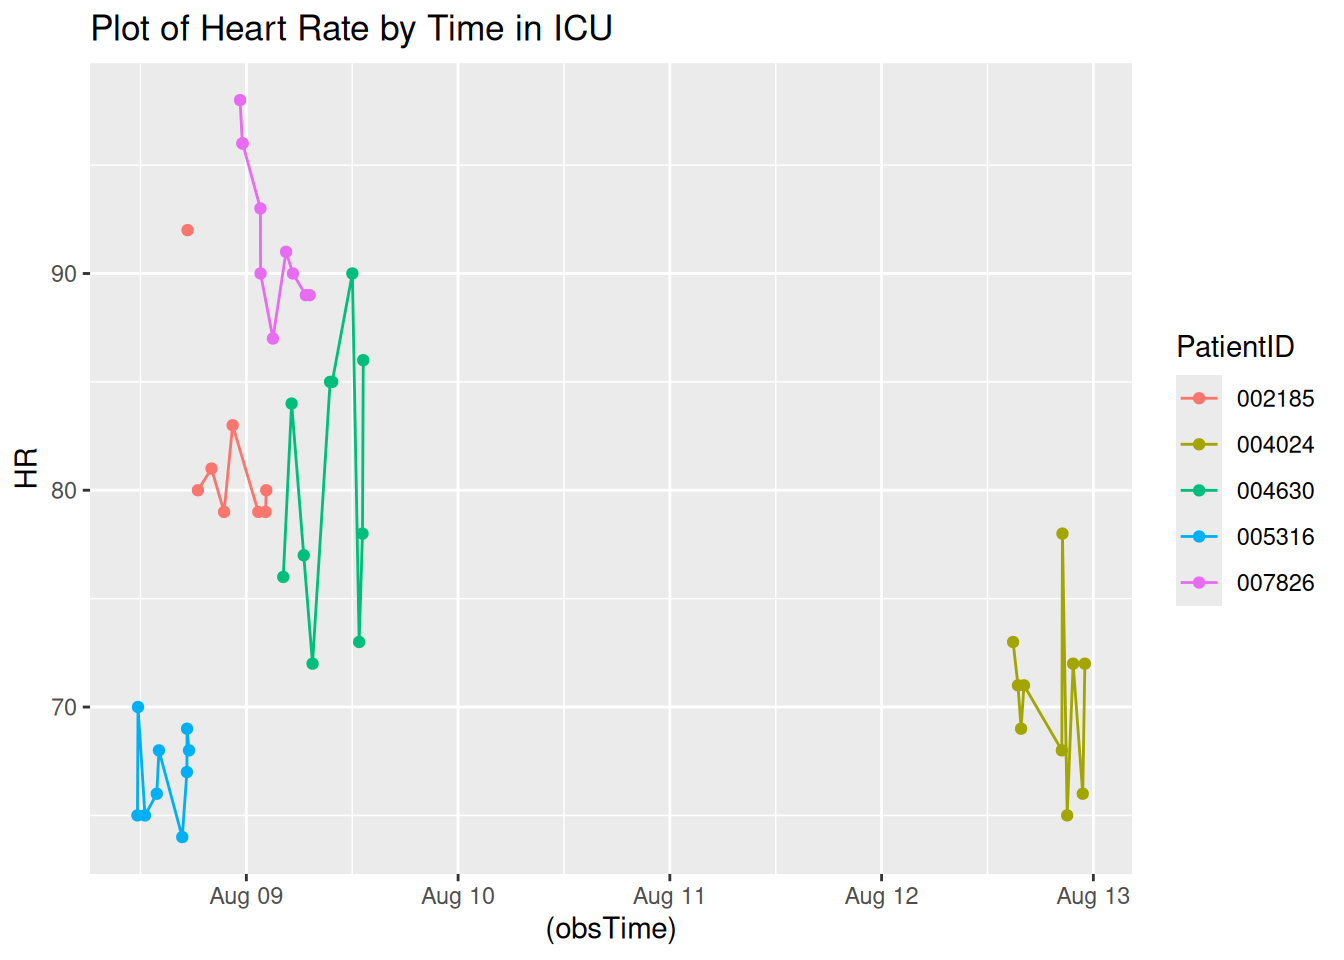 Plot of Heart Rate by Time in ICU
HR
90
80
70
Aug 09
Aug 10
Aug 11
Aug 12
Aug 13
(obsTime)
PatientID
002185
004024
004630
005316
007826